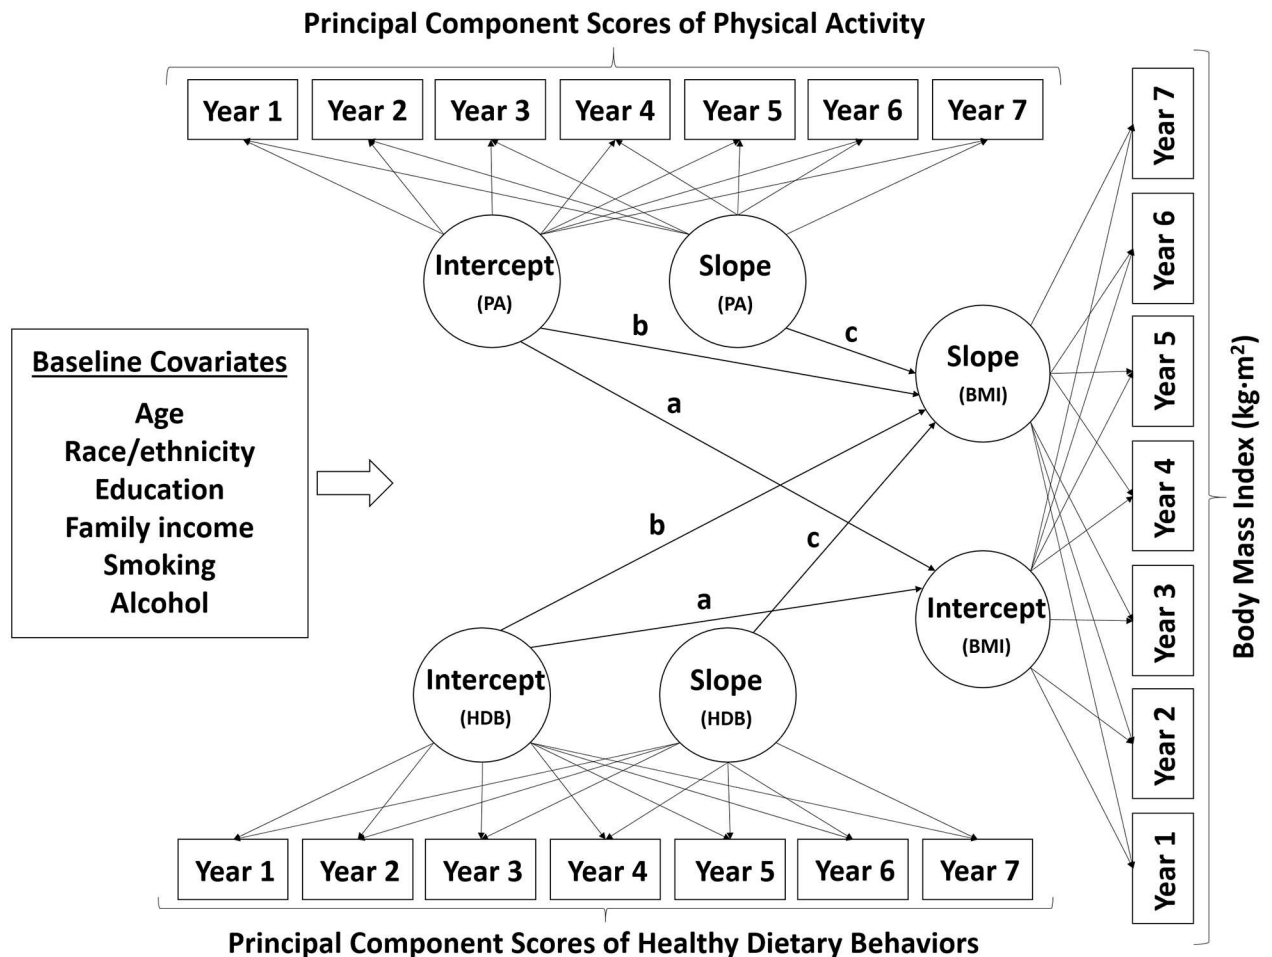 Principal Component Scores of Physical Activity
Year 1
Year 2
Year 3
Year 4
Year 5
Year 6
Year 7
Intercept
(PA)
Slope
(PA)
b
c
a
Baseline Covariates
Age
Race/ethnicity
Education
Family income
Smoking
Alcohol
Slope
(BMI)
b
c
a
Intercept
(BMI)
Intercept
(HDB)
Slope
(HDB)
Year 7
Year 6
Year 5
Year 4
Year 3
Year 2
Year 1
Body Mass Index (kg·m²)
Year 1
Year 2
Year 3
Year 4
Year 5
Year 6
Year 7
Principal Component Scores of Healthy Dietary Behaviors